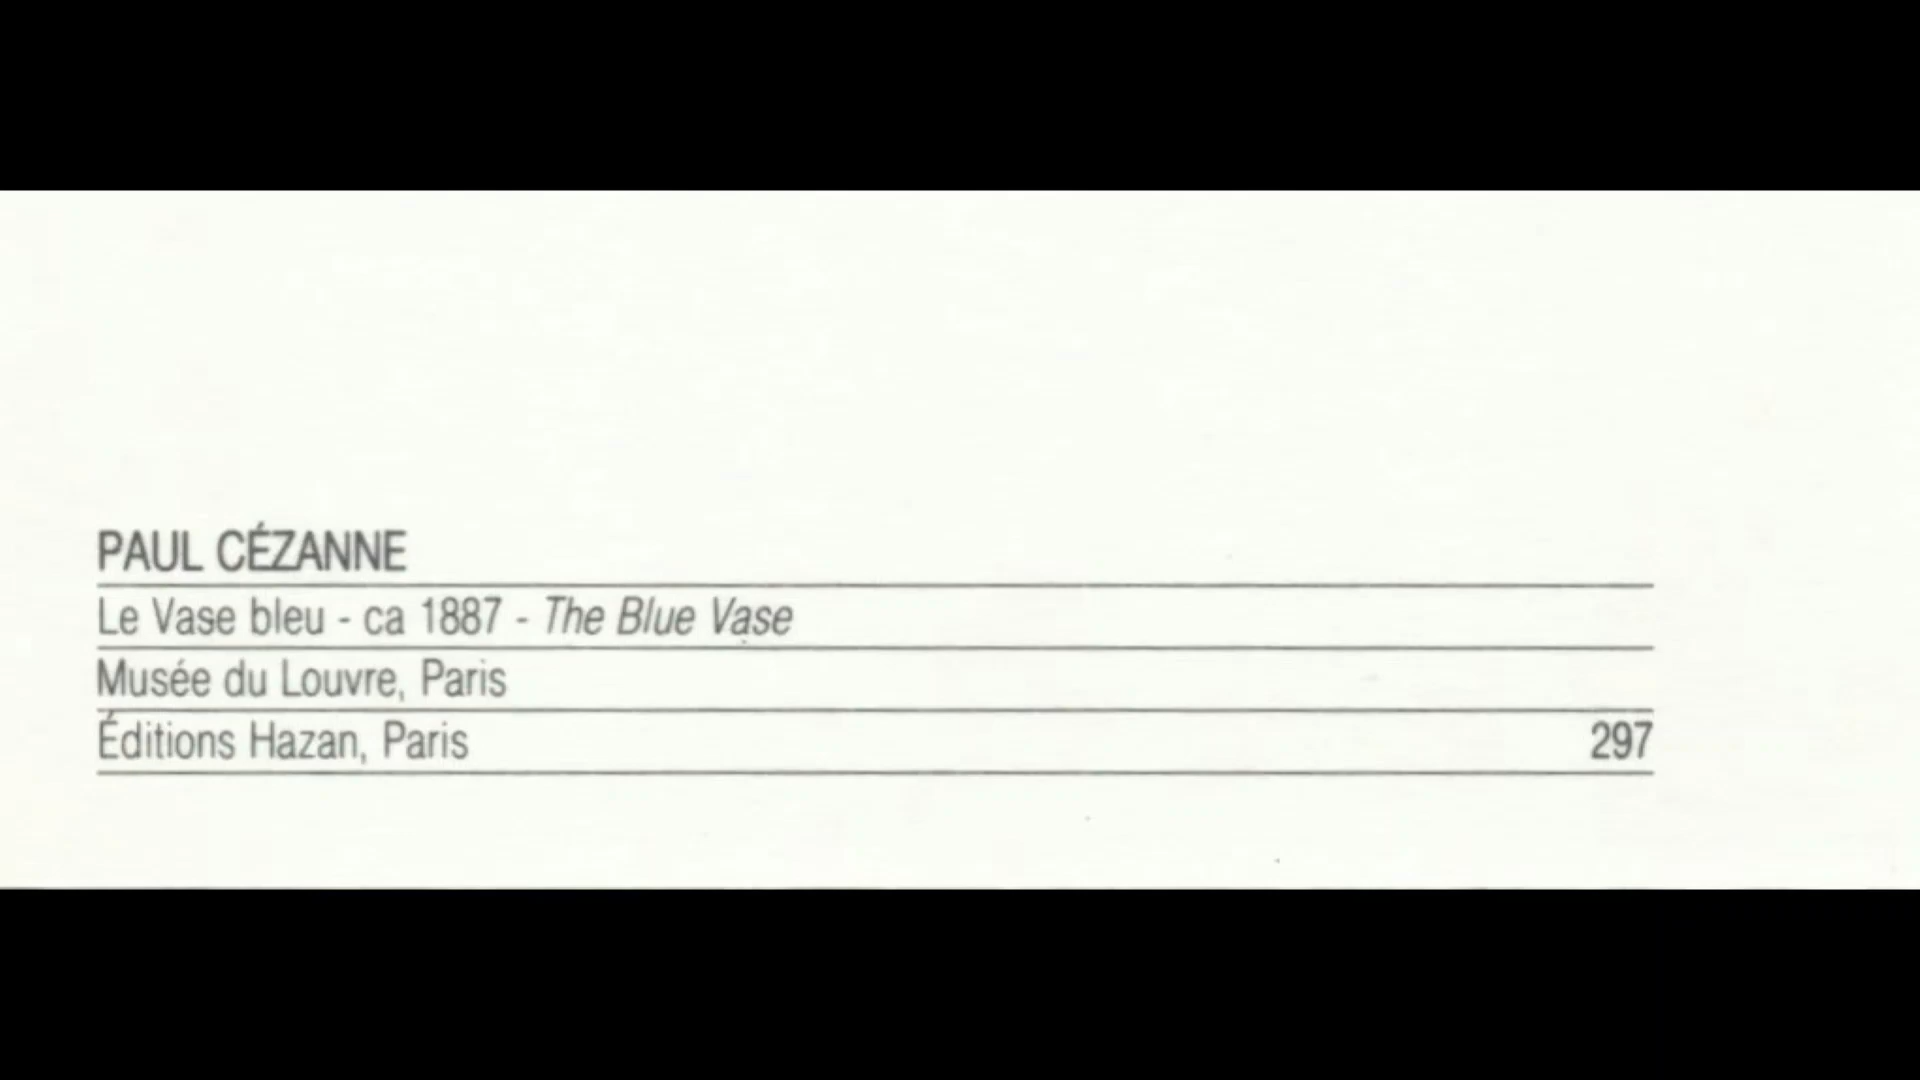 PAUL CÉZANNE
Le Vase bleu - ca 1887 - The Blue Vase
Musée du Louvre, Paris
Éditions Hazan, Paris 297